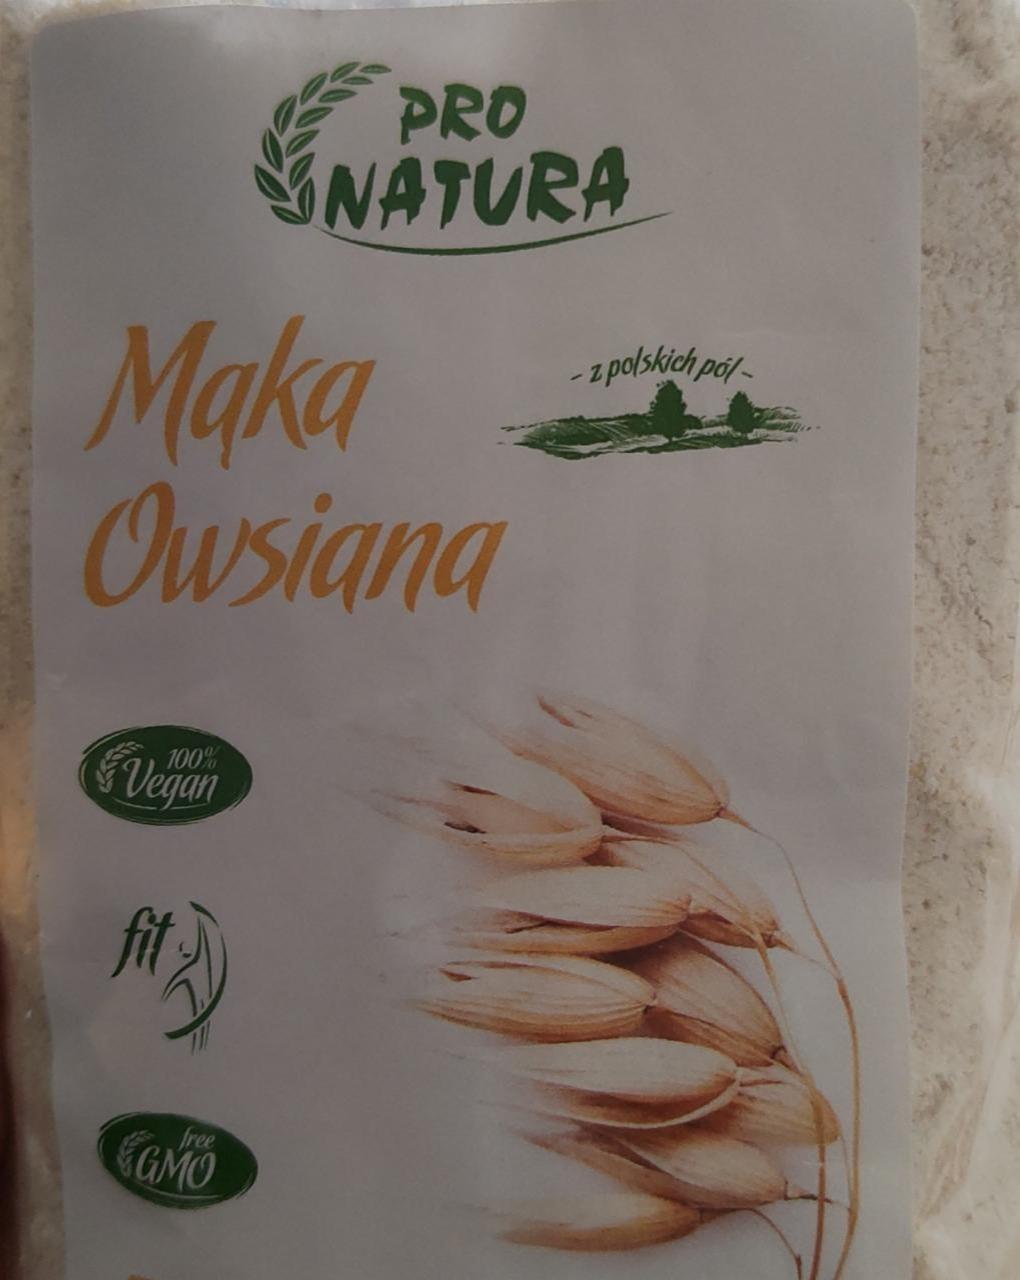 PRO
NATURA
Mąka
- z polskich pól -
Owsiana
100%
Vegan
fit
free
GMO